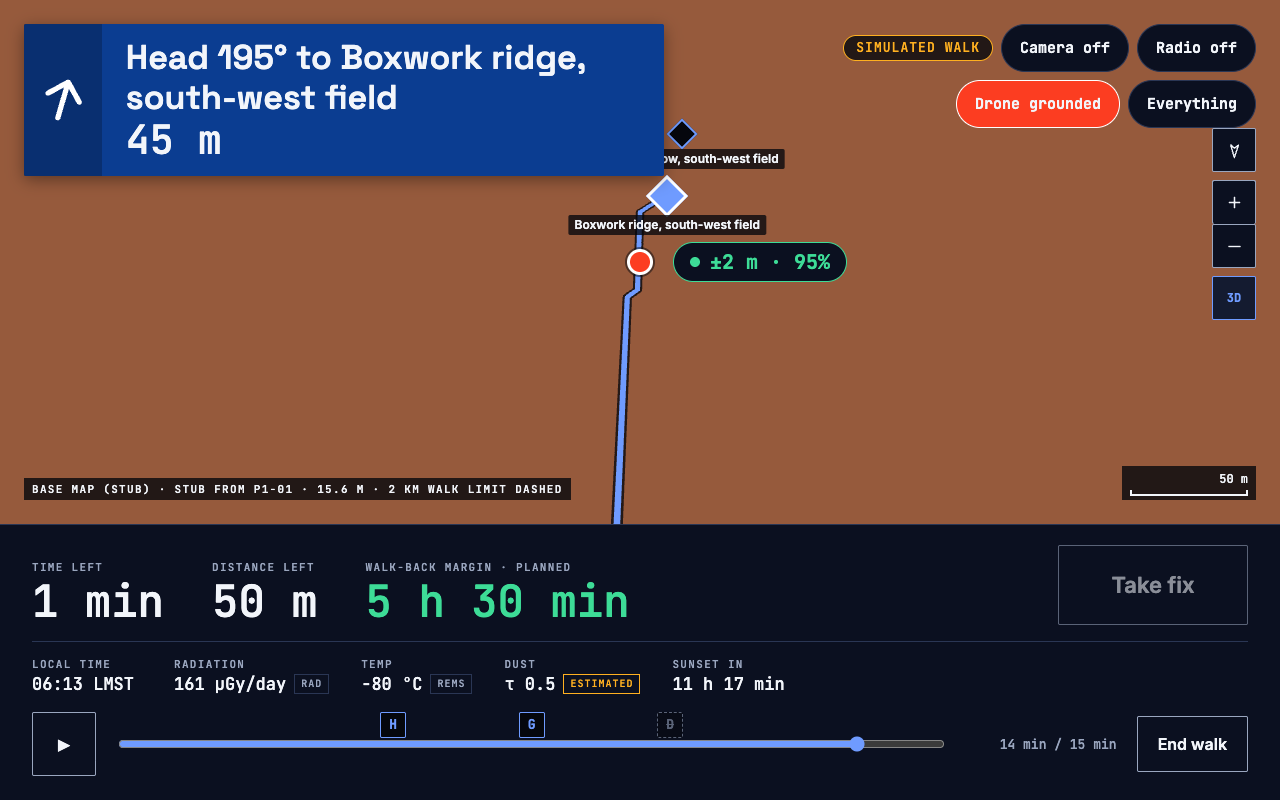 Head 195° to Boxwork ridge,
south-west field
45 m
SIMULATED WALK
Camera off
Radio off
Drone grounded
Everything
ow, south-west field
Boxwork ridge, south-west field
±2 m · 95%
+
−
3D
BASE MAP (STUB) · STUB FROM P1-01 · 15.6 M · 2 KM WALK LIMIT DASHED
50 m
TIME LEFT
1 min
DISTANCE LEFT
50 m
WALK-BACK MARGIN · PLANNED
5 h 30 min
Take fix
LOCAL TIME
06:13 LMST
RADIATION
161 µGy/day RAD
TEMP
-80 °C REMS
DUST
τ 0.5 ESTIMATED
SUNSET IN
11 h 17 min
H
G
D
14 min / 15 min
End walk